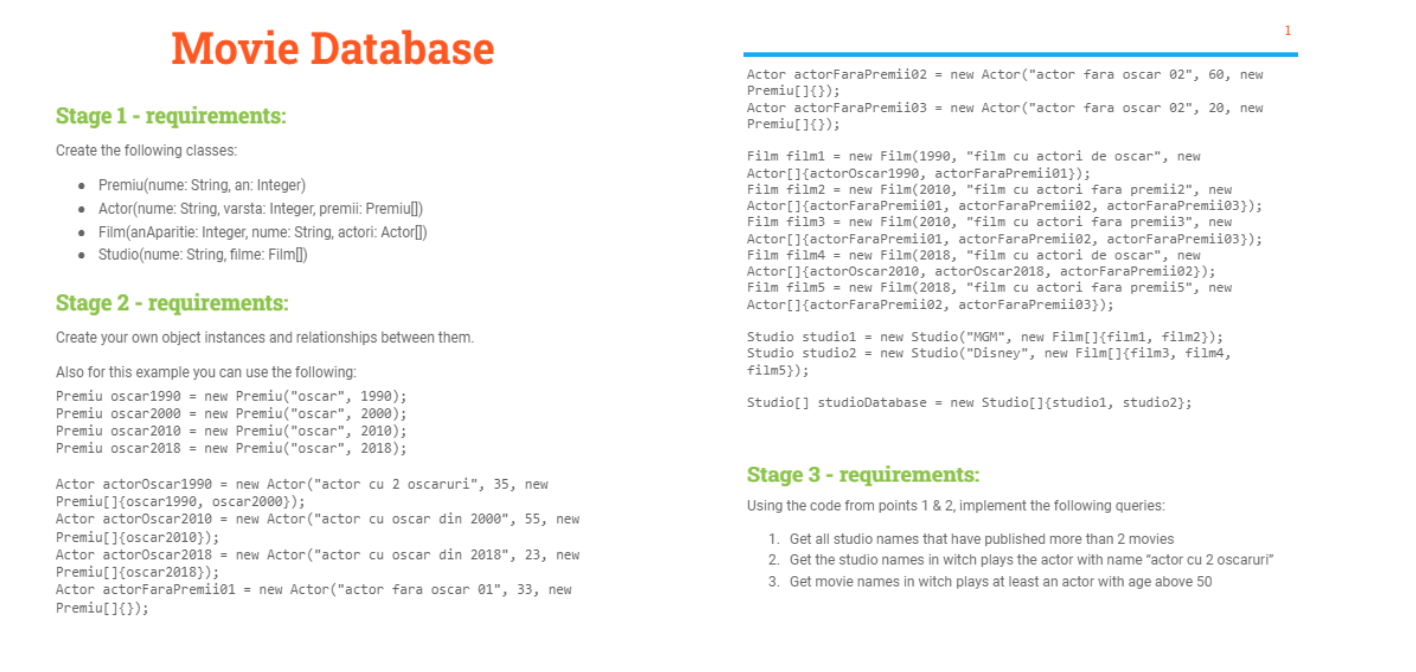 Movie Database
Stage 1 - requirements:
Create the following classes:
● Premiu(nume: String, an: Integer)
● Actor(nume: String, varsta: Integer, premii: Premiu[])
● Film(anAparitie: Integer, nume: String, actori: Actor[])
● Studio(nume: String, filme: Film[])
Stage 2 - requirements:
Create your own object instances and relationships between them.
Also for this example you can use the following:
Premiu oscar1990 = new Premiu("oscar", 1990);
Premiu oscar2000 = new Premiu("oscar", 2000);
Premiu oscar2010 = new Premiu("oscar", 2010);
Premiu oscar2018 = new Premiu("oscar", 2018);
Actor actorOscar1990 = new Actor("actor cu 2 oscaruri", 35, new
Premiu[]{oscar1990, oscar2000});
Actor actorOscar2010 = new Actor("actor cu oscar din 2000", 55, new
Premiu[]{oscar2010});
Actor actorOscar2018 = new Actor("actor cu oscar din 2018", 23, new
Premiu[]{oscar2018});
Actor actorFaraPremii01 = new Actor("actor fara oscar 01", 33, new
Premiu[]{});
1
Actor actorFaraPremii02 = new Actor("actor fara oscar 02", 60, new
Premiu[]{});
Actor actorFaraPremii03 = new Actor("actor fara oscar 02", 20, new
Premiu[]{});
Film film1 = new Film(1990, "film cu actori de oscar", new
Actor[]{actorOscar1990, actorFaraPremii01});
Film film2 = new Film(2010, "film cu actori fara premii2", new
Actor[]{actorFaraPremii01, actorFaraPremii02, actorFaraPremii03});
Film film3 = new Film(2010, "film cu actori fara premii3", new
Actor[]{actorFaraPremii01, actorFaraPremii02, actorFaraPremii03});
Film film4 = new Film(2018, "film cu actori de oscar", new
Actor[]{actorOscar2010, actorOscar2018, actorFaraPremii02});
Film film5 = new Film(2018, "film cu actori fara premii5", new
Actor[]{actorFaraPremii02, actorFaraPremii03});
Studio studio1 = new Studio("MGM", new Film[]{film1, film2});
Studio studio2 = new Studio("Disney", new Film[]{film3, film4,
film5});
Studio[] studioDatabase = new Studio[]{studio1, studio2};
Stage 3 - requirements:
Using the code from points 1 & 2, implement the following queries:
1. Get all studio names that have published more than 2 movies
2. Get the studio names in witch plays the actor with name “actor cu 2 oscaruri”
3. Get movie names in witch plays at least an actor with age above 50